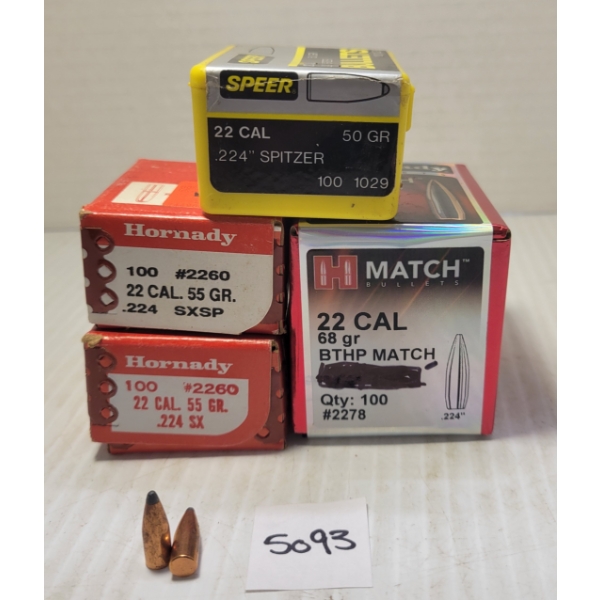 SPEER
22 CAL 50 GR
.224" SPITZER
100 1029
Hornady
100 #2260
22 CAL. 55 GR.
.224 SXSP
Hornady
100 #2260
22 CAL. 55 GR.
.224 SX
Hornady
H MATCH™
BULLETS
22 CAL
68 gr
BTHP MATCH
Qty: 100
#2278
.224"
5093